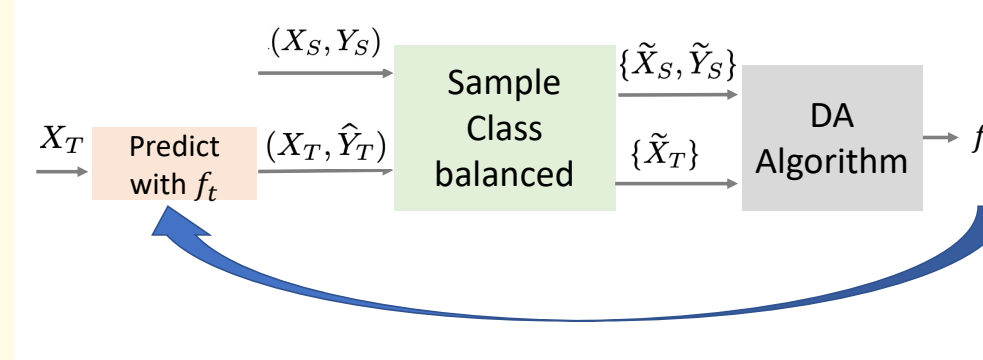 (X_S, Y_S)
X_T
Predict
with f_t
(X_T, Ŷ_T)
Sample
Class
balanced
{X̃_S, Ỹ_S}
{X̃_T}
DA
Algorithm
f